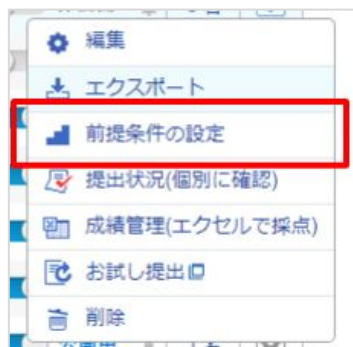 編集
エクスポート
前提条件の設定
提出状況(個別に確認)
成績管理(エクセルで採点)
お試し提出
削除